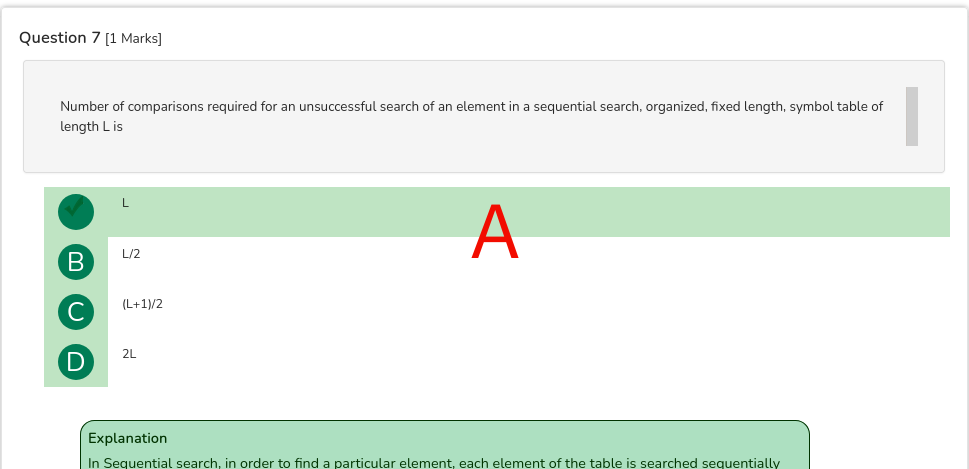 Question 7 [1 Marks]
Number of comparisons required for an unsuccessful search of an element in a sequential search, organized, fixed length, symbol table of
length L is
L
A
B L/2
C (L+1)/2
D 2L
Explanation
In Sequential search, in order to find a particular element, each element of the table is searched sequentially